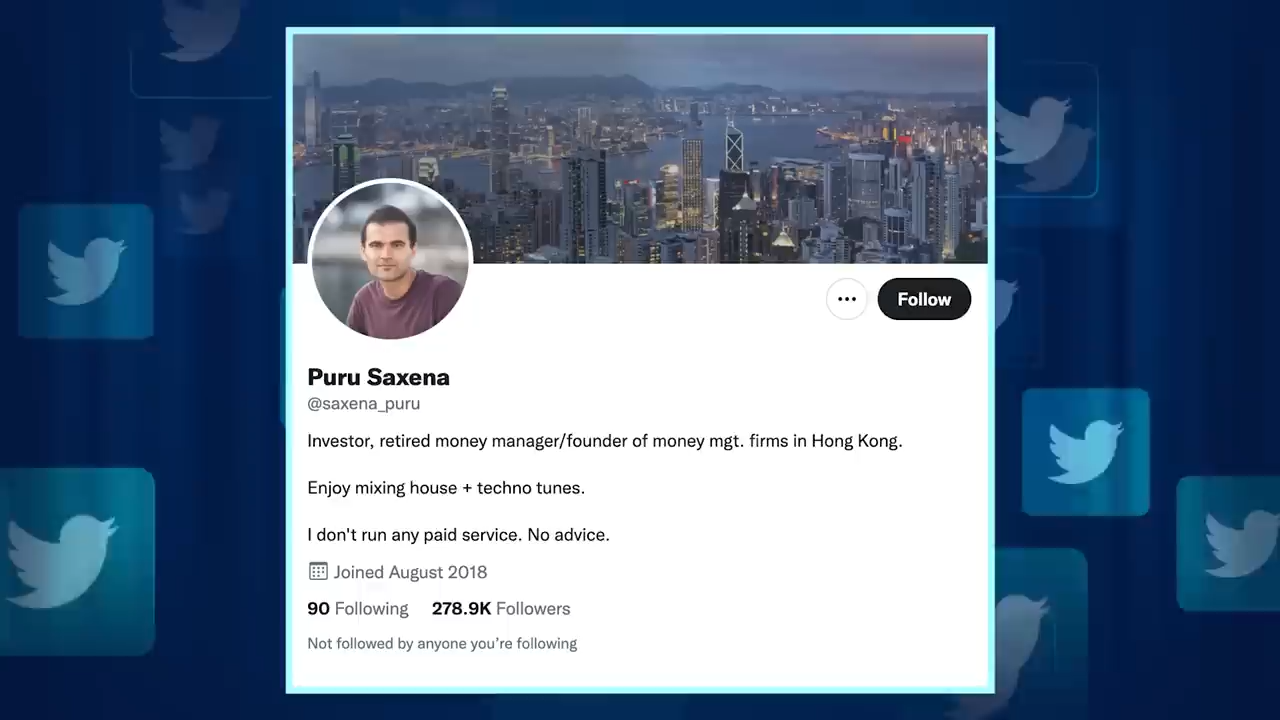 Follow
Puru Saxena
@saxena_puru
Investor, retired money manager/founder of money mgt. firms in Hong Kong.
Enjoy mixing house + techno tunes.
I don't run any paid service. No advice.
Joined August 2018
90 Following 278.9K Followers
Not followed by anyone you’re following